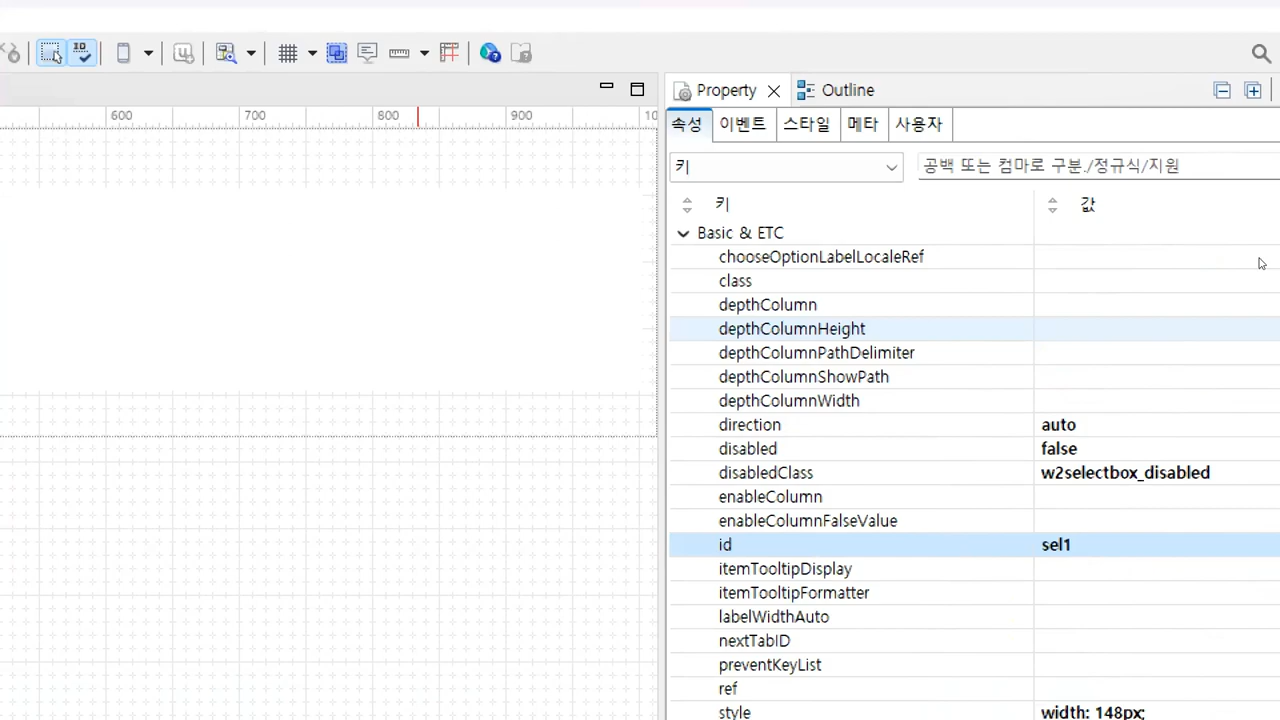 Property
Outline
600 700 800 900 10
속성 이벤트 스타일 메타 사용자
키 공백 또는 컴마로 구분./정규식/지원
키 값
Basic & ETC
chooseOptionLabelLocaleRef
class
depthColumn
depthColumnHeight
depthColumnPathDelimiter
depthColumnShowPath
depthColumnWidth
direction auto
disabled false
disabledClass w2selectbox_disabled
enableColumn
enableColumnFalseValue
id sel1
itemTooltipDisplay
itemTooltipFormatter
labelWidthAuto
nextTabID
preventKeyList
ref
style width: 148px;